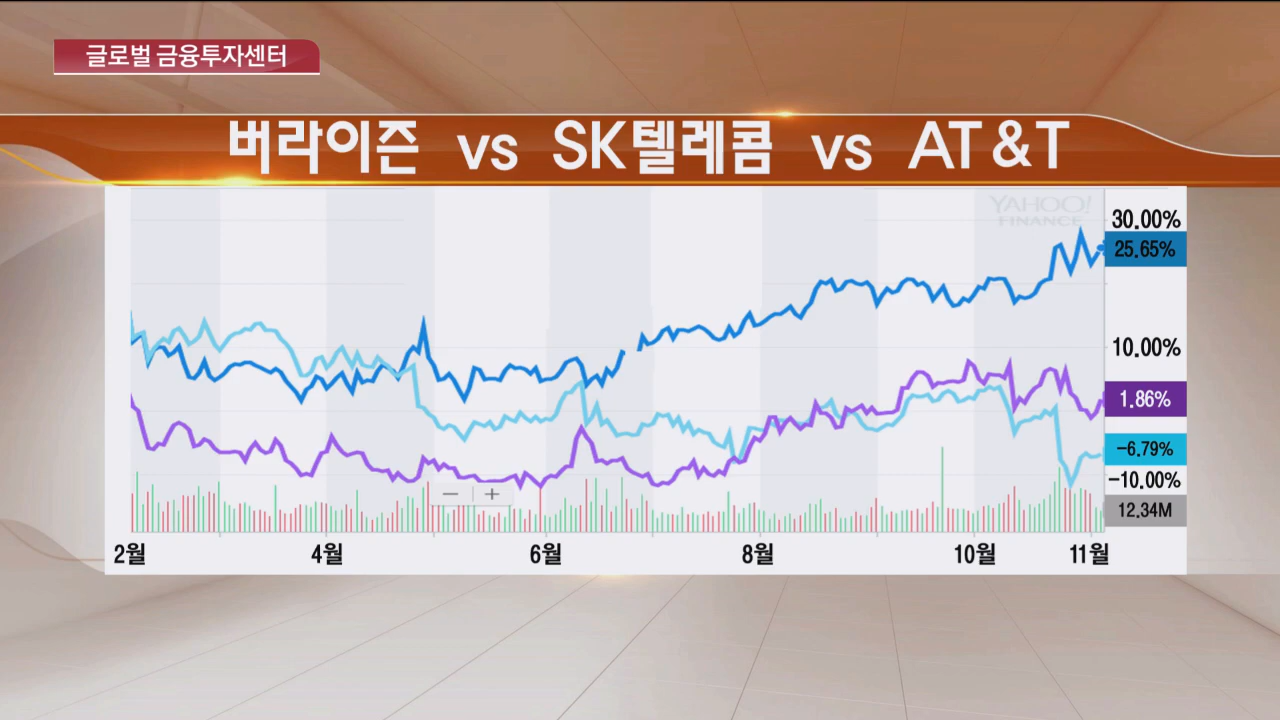 글로벌 금융투자센터
버라이즌 vs SK텔레콤 vs AT&T
YAHOO!
FINANCE
30.00%
25.65%
10.00%
1.86%
-6.79%
-10.00%
12.34M
− +
2월 4월 6월 8월 10월 11월